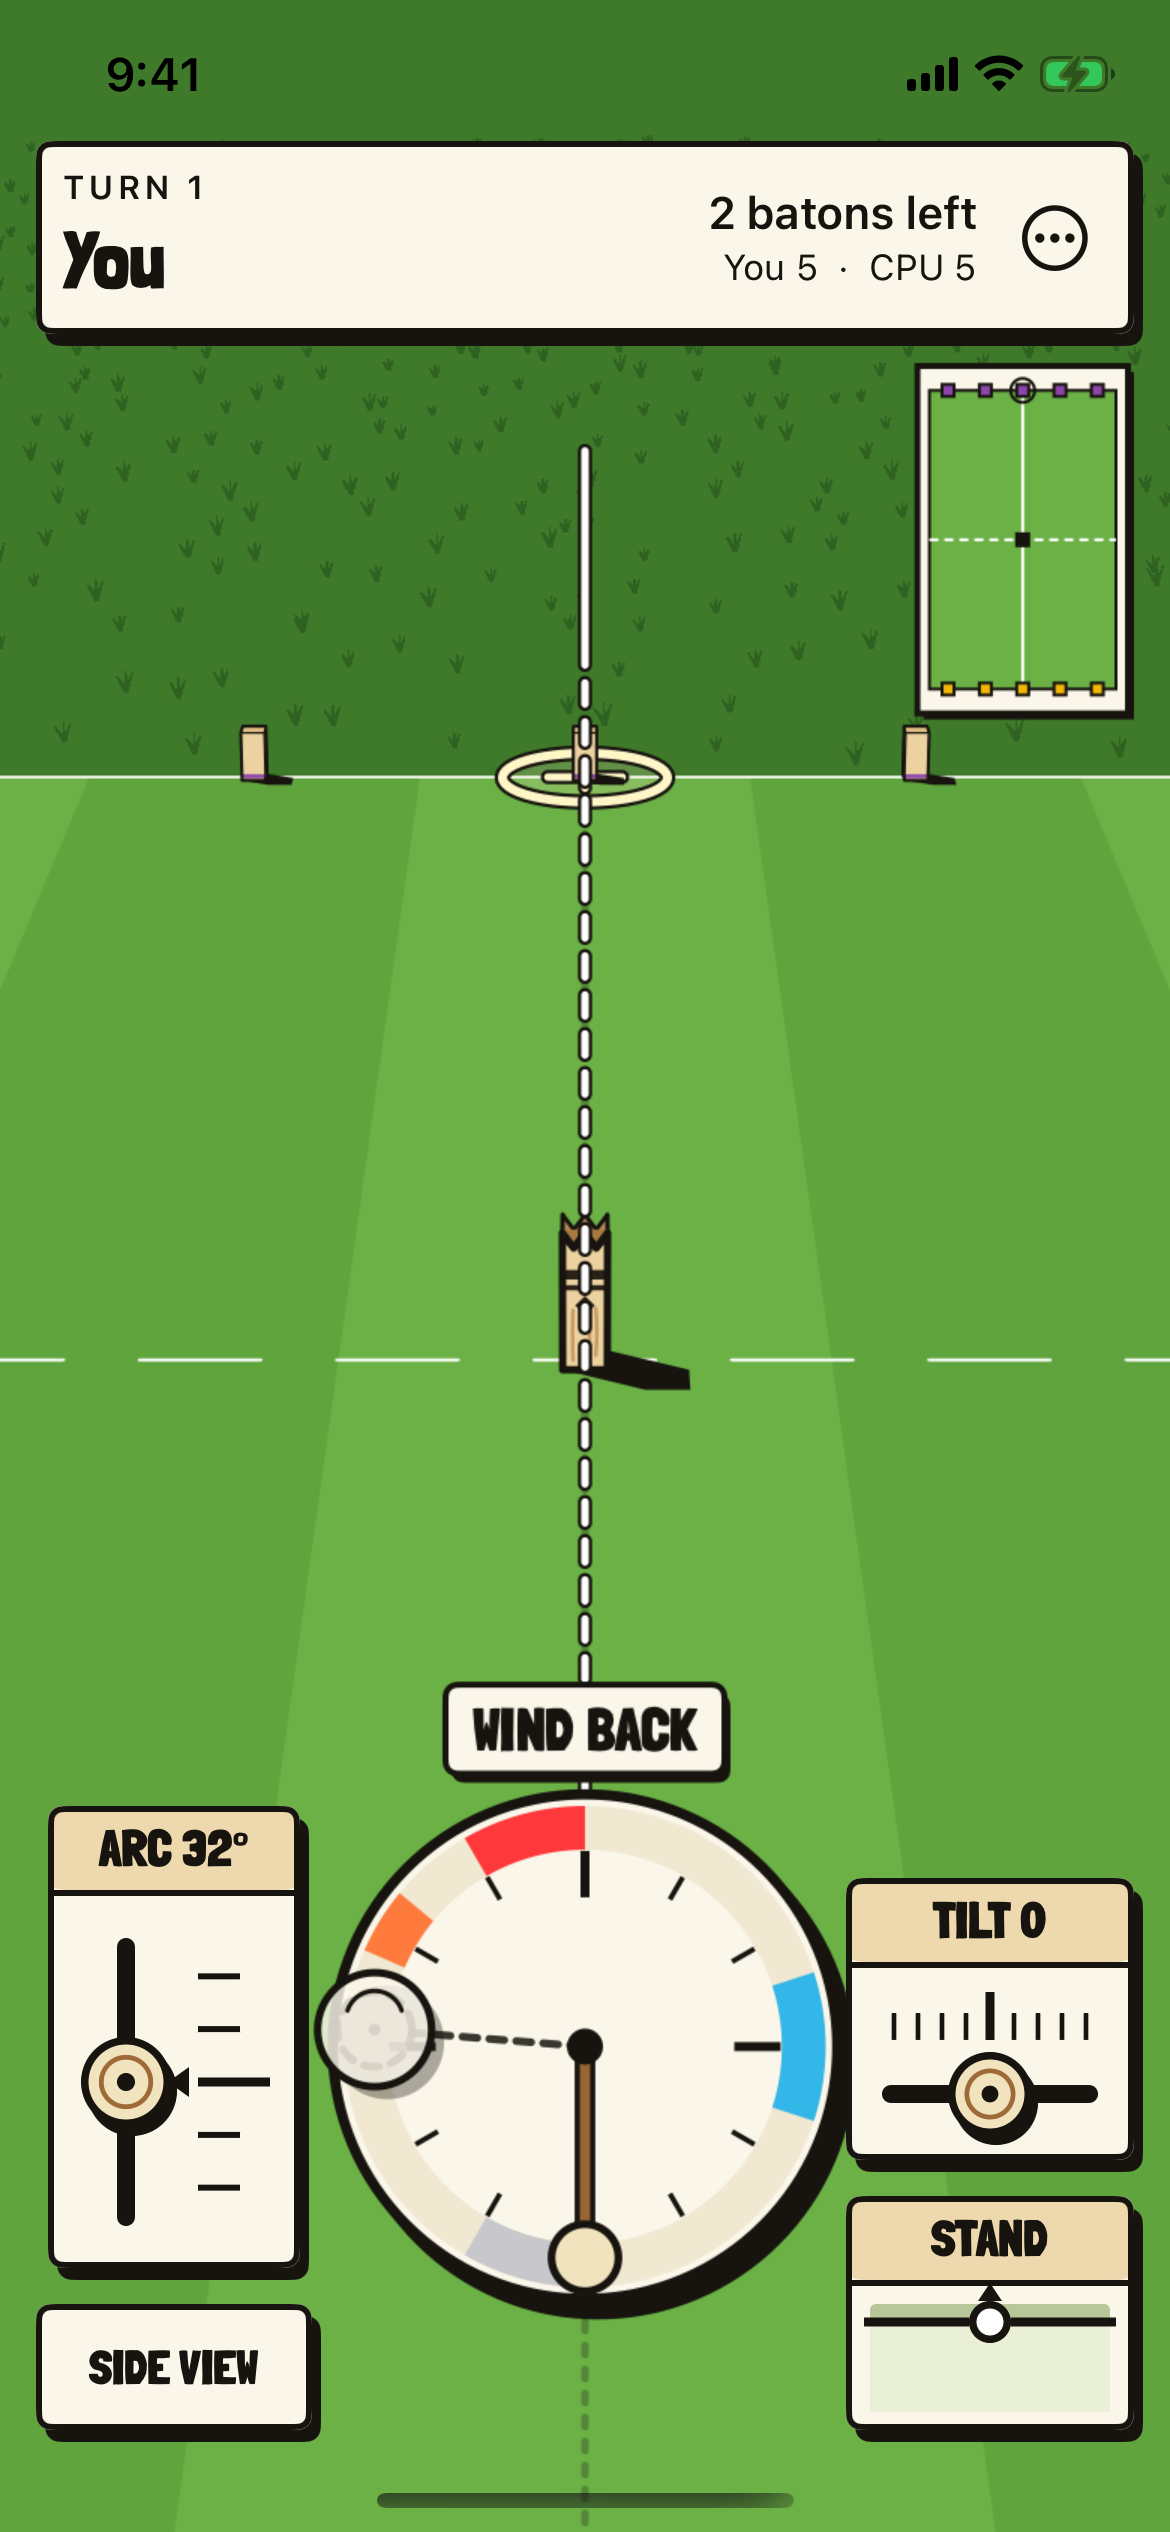 9:41
TURN 1
You
2 batons left
You 5 · CPU 5
WIND BACK
ARC 32°
TILT 0
STAND
SIDE VIEW